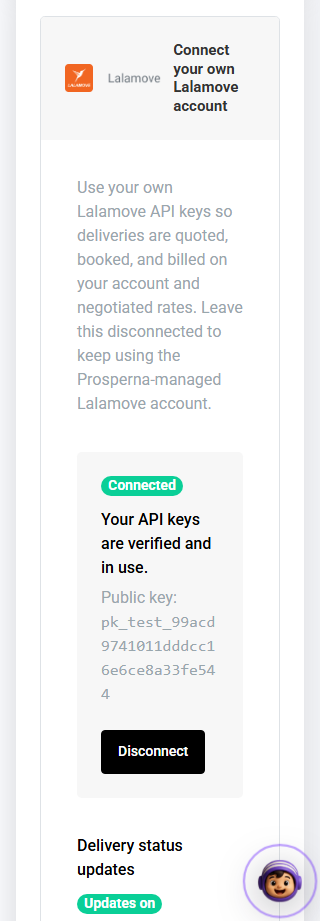 Connect
your own
Lalamove
account
LALAMOVE
Lalamove
Use your own
Lalamove API keys so
deliveries are quoted,
booked, and billed on
your account and
negotiated rates. Leave
this disconnected to
keep using the
Prosperna-managed
Lalamove account.
Connected
Your API keys
are verified and
in use.
Public key:
pk_test_99acd
9741011dddcc1
6e6ce8a33fe54
4
Disconnect
Delivery status
updates
Updates on